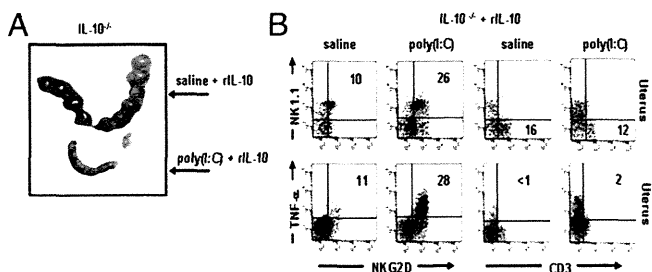 A
IL-10-/-
saline + rIL-10
poly(I:C) + rIL-10
B
IL-10 -/- + rIL-10
saline
poly(I:C)
saline
poly(I:C)
10
26
16
12
NK1.1
Uterus
11
28
<1
2
TNF-α
Uterus
NKG2D
CD3